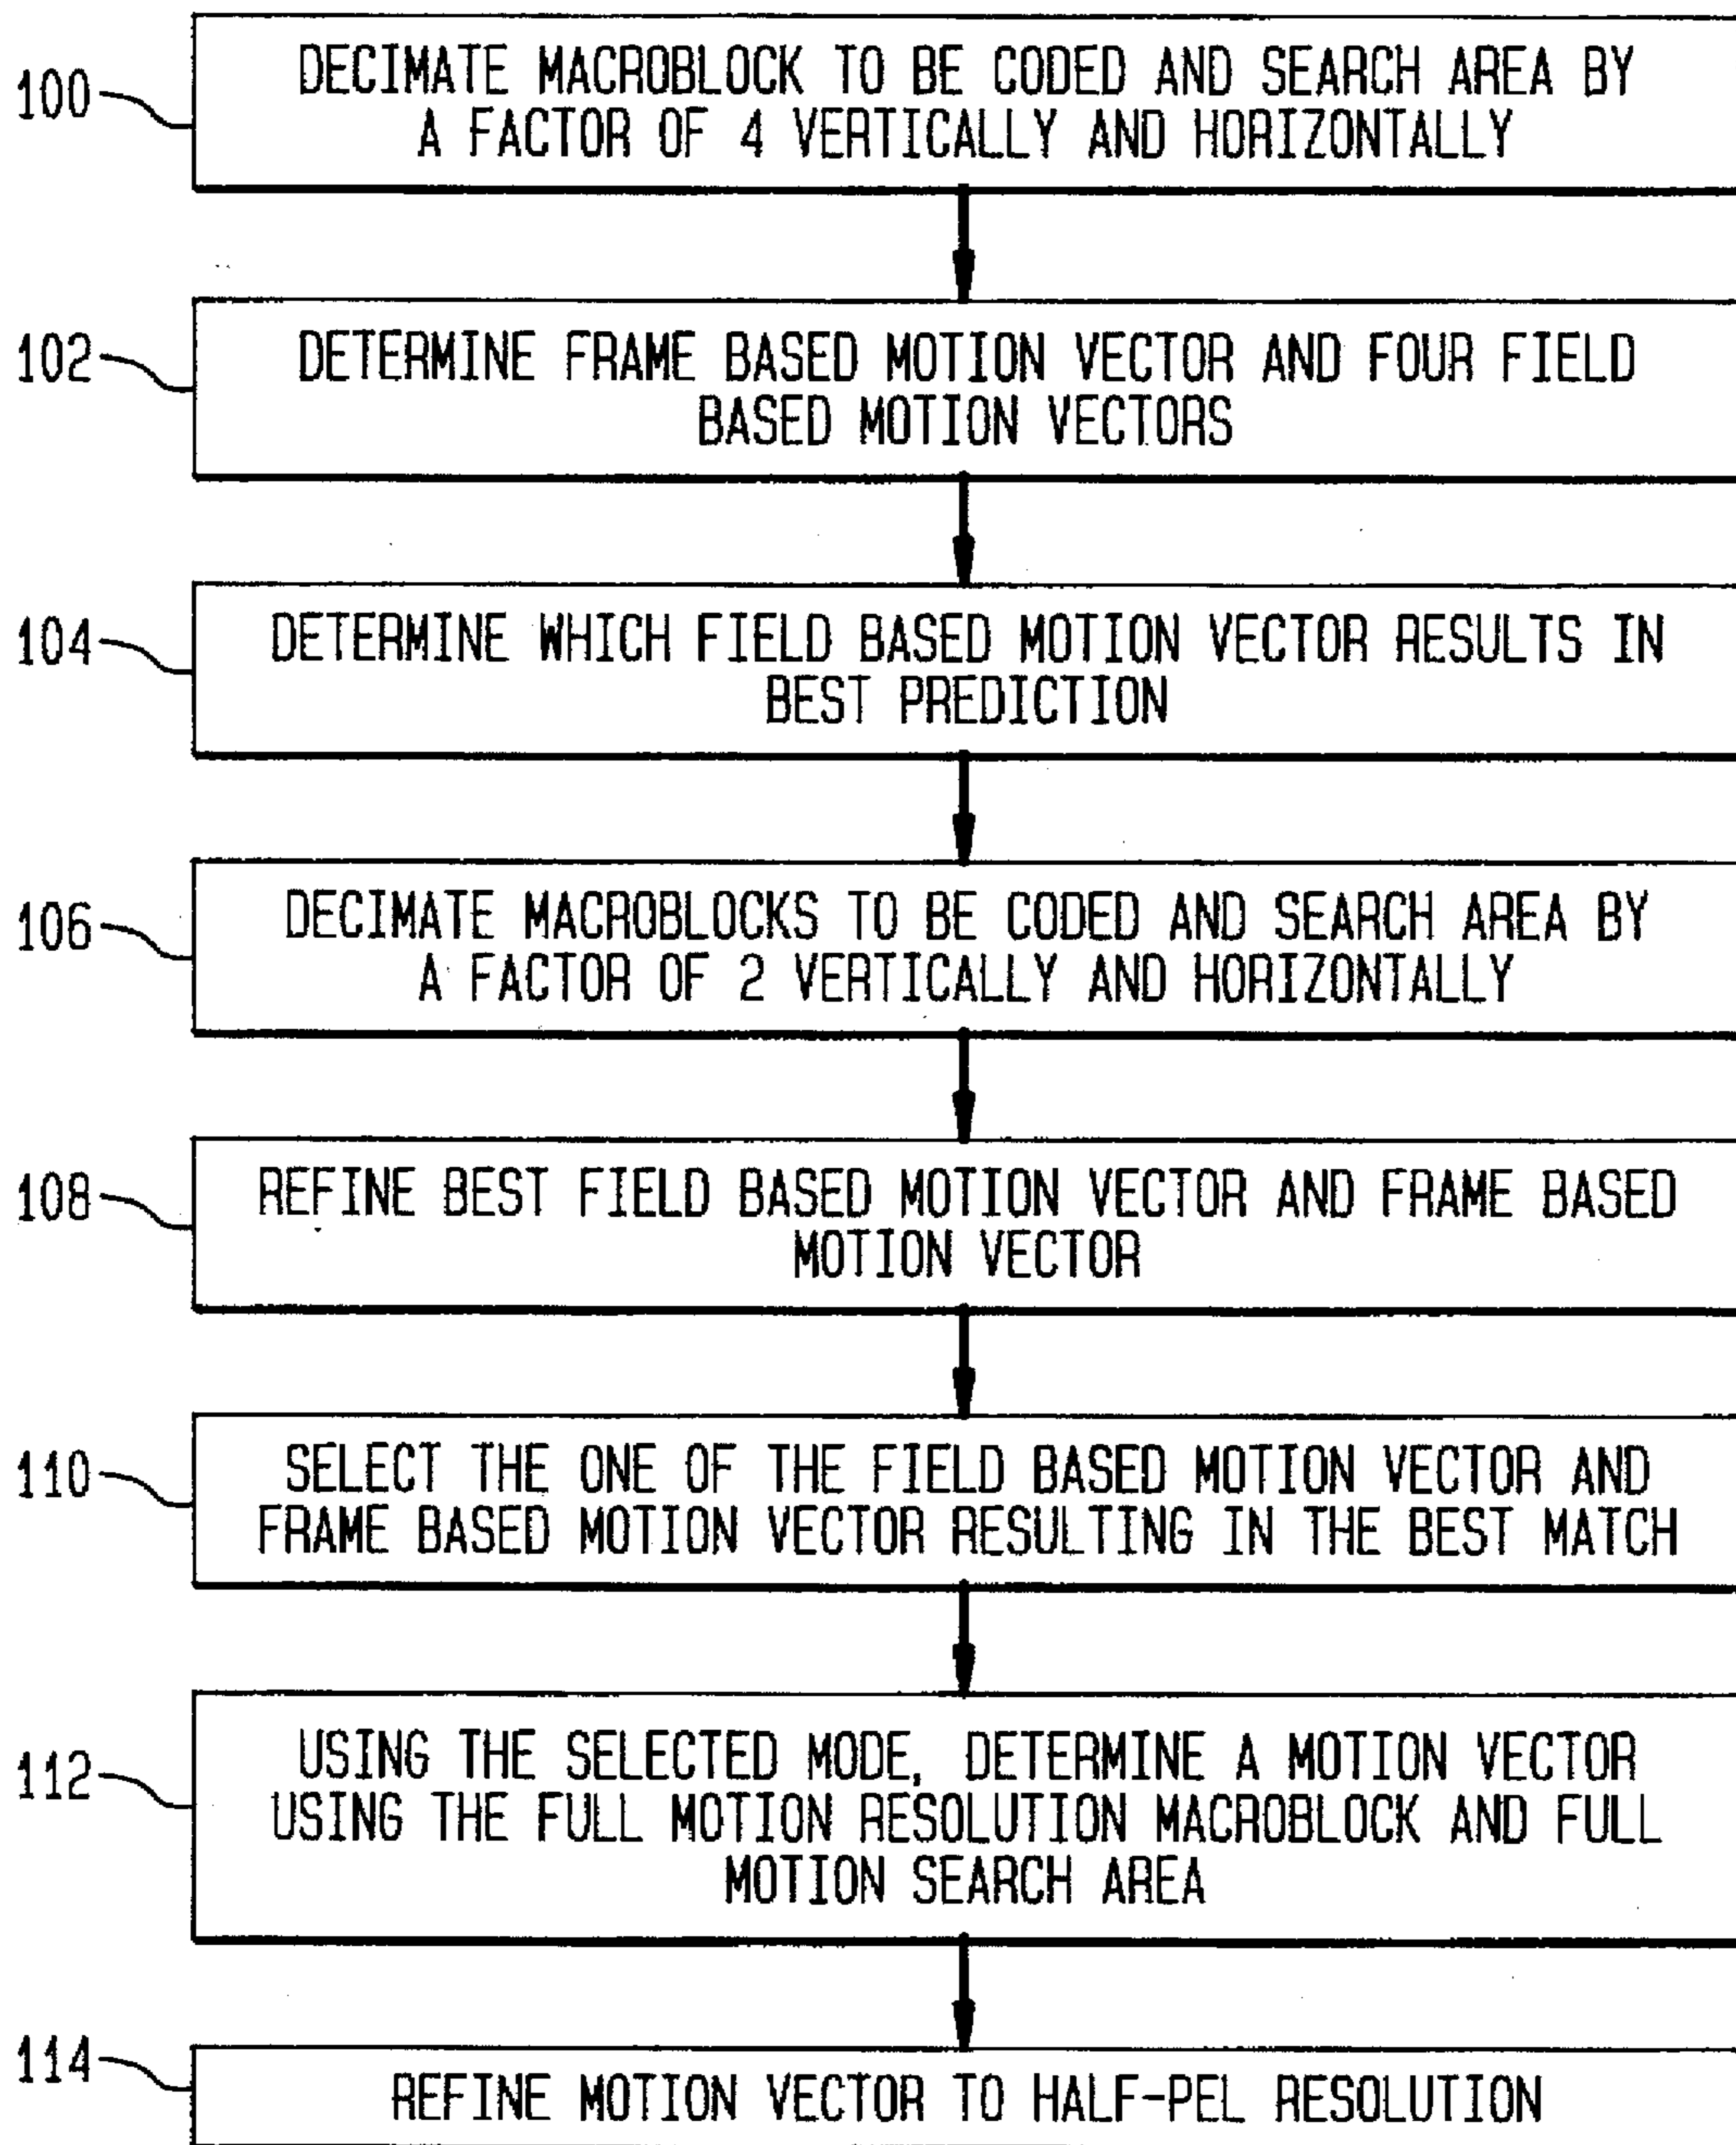 100
DECIMATE MACROBLOCK TO BE CODED AND SEARCH AREA BY
A FACTOR OF 4 VERTICALLY AND HORIZONTALLY
102
DETERMINE FRAME BASED MOTION VECTOR AND FOUR FIELD
BASED MOTION VECTORS
104
DETERMINE WHICH FIELD BASED MOTION VECTOR RESULTS IN
BEST PREDICTION
106
DECIMATE MACROBLOCKS TO BE CODED AND SEARCH AREA BY
A FACTOR OF 2 VERTICALLY AND HORIZONTALLY
108
REFINE BEST FIELD BASED MOTION VECTOR AND FRAME BASED
MOTION VECTOR
110
SELECT THE ONE OF THE FIELD BASED MOTION VECTOR AND
FRAME BASED MOTION VECTOR RESULTING IN THE BEST MATCH
112
USING THE SELECTED MODE, DETERMINE A MOTION VECTOR
USING THE FULL MOTION RESOLUTION MACROBLOCK AND FULL
MOTION SEARCH AREA
114
REFINE MOTION VECTOR TO HALF-PEL RESOLUTION